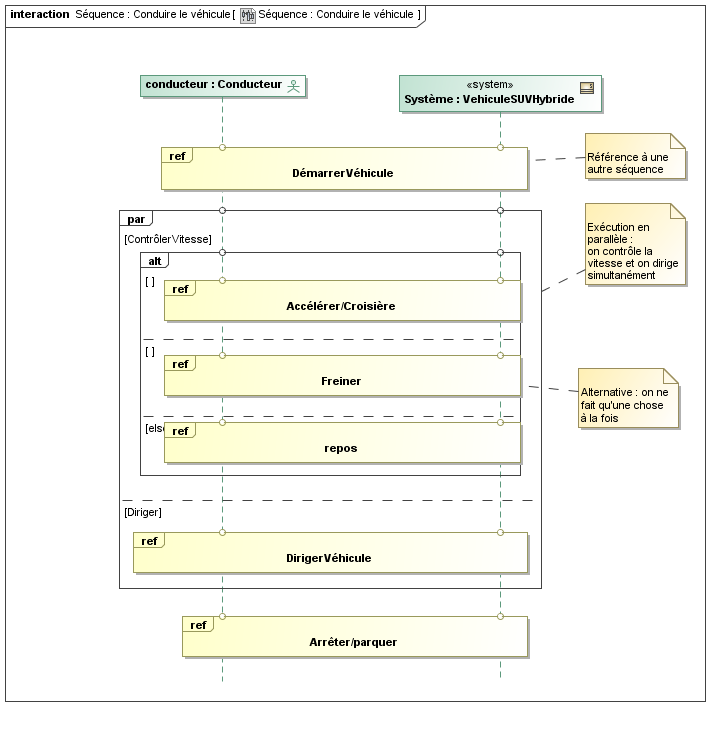 interaction Séquence : Conduire le véhicule [ Séquence : Conduire le véhicule ]
conducteur : Conducteur
«system»
Système : VehiculeSUVHybride
ref
DémarrerVéhicule
Référence à une
autre séquence
par
[ContrôlerVitesse]
Exécution en
parallèle :
on contrôle la
vitesse et on dirige
simultanément
alt
[ ]
ref
Accélérer/Croisière
[ ]
ref
Freiner
Alternative : on ne
fait qu'une chose
à la fois
[else
ref
repos
[Diriger]
ref
DirigerVéhicule
ref
Arrêter/parquer